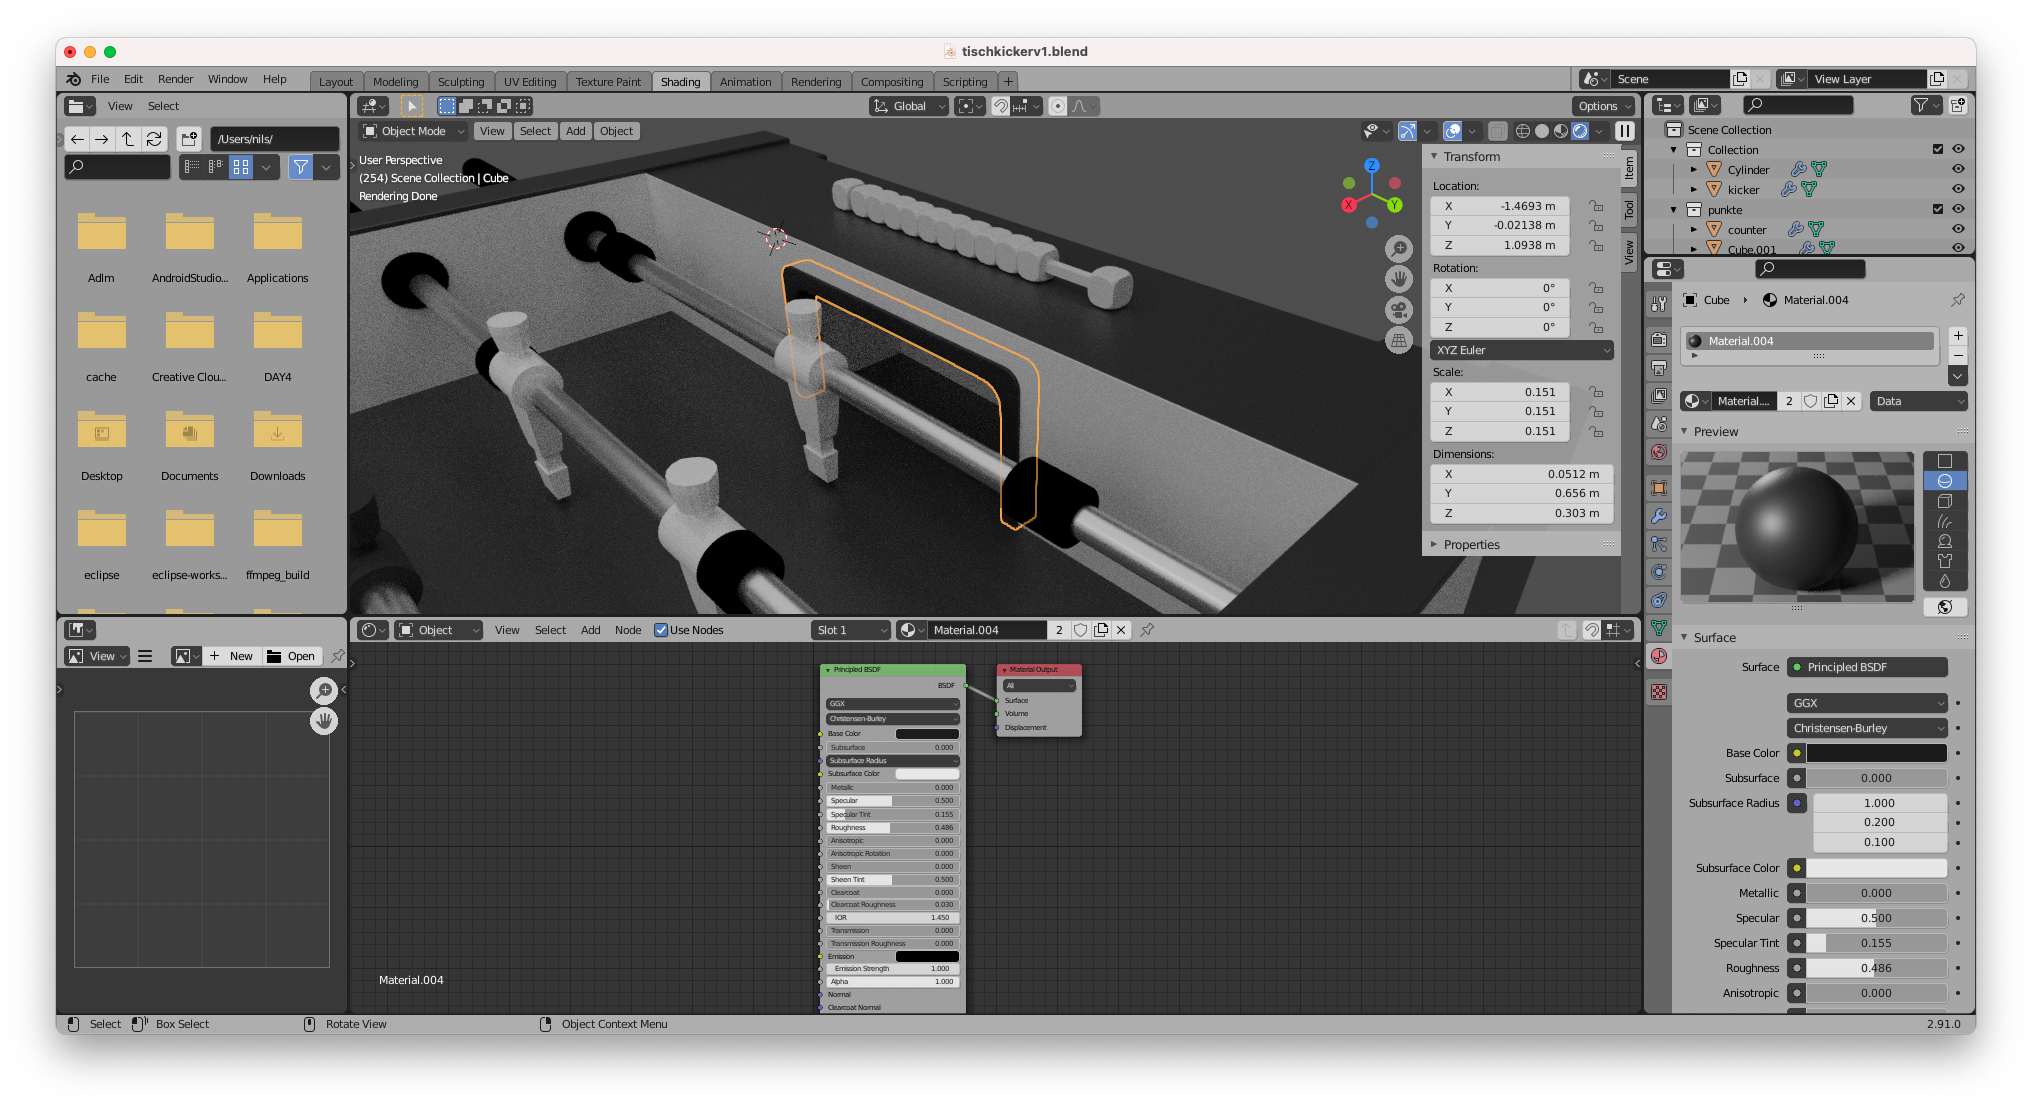 tischkickerv1.blend
File Edit Render Window Help
Layout Modeling Sculpting UV Editing Texture Paint Shading Animation Rendering Compositing Scripting +
Scene
View Layer
View Select
Global
Options
/Users/nils/
Object Mode View Select Add Object
User Perspective
(254) Scene Collection | Cube
Rendering Done
Adlm
AndroidStudio...
Applications
cache
Creative Clou...
DAY4
Desktop
Documents
Downloads
eclipse
eclipse-works...
ffmpeg_build
Z
X
Y
Transform
Location:
X -1.4693 m
Y -0.02138 m
Z 1.0938 m
Rotation:
X 0°
Y 0°
Z 0°
XYZ Euler
Scale:
X 0.151
Y 0.151
Z 0.151
Dimensions:
X 0.0512 m
Y 0.656 m
Z 0.303 m
Properties
Item
Tool
View
Scene Collection
Collection
Cylinder
kicker
punkte
counter
Cube.001
Cube
Material.004
Material.004
Material....
2
Data
Preview
Surface
Surface Principled BSDF
GGX
Christensen-Burley
Base Color
Subsurface 0.000
Subsurface Radius 1.000
0.200
0.100
Subsurface Color
Metallic 0.000
Specular 0.500
Specular Tint 0.155
Roughness 0.486
Anisotropic 0.000
View
New
Open
Object View Select Add Node Use Nodes
Slot 1
Material.004
2
Principled BSDF
BSDF
GGX
Christensen-Burley
Base Color
Subsurface 0.000
Subsurface Radius
Subsurface Color
Metallic 0.000
Specular 0.500
Specular Tint 0.155
Roughness 0.486
Anisotropic 0.000
Anisotropic Rotation 0.000
Sheen 0.000
Sheen Tint 0.500
Clearcoat 0.000
Clearcoat Roughness 0.030
IOR 1.450
Transmission 0.000
Transmission Roughness 0.000
Emission
Emission Strength 1.000
Alpha 1.000
Normal
Clearcoat Normal
Material Output
All
Surface
Volume
Displacement
Material.004
Select Box Select Rotate View Object Context Menu
2.91.0